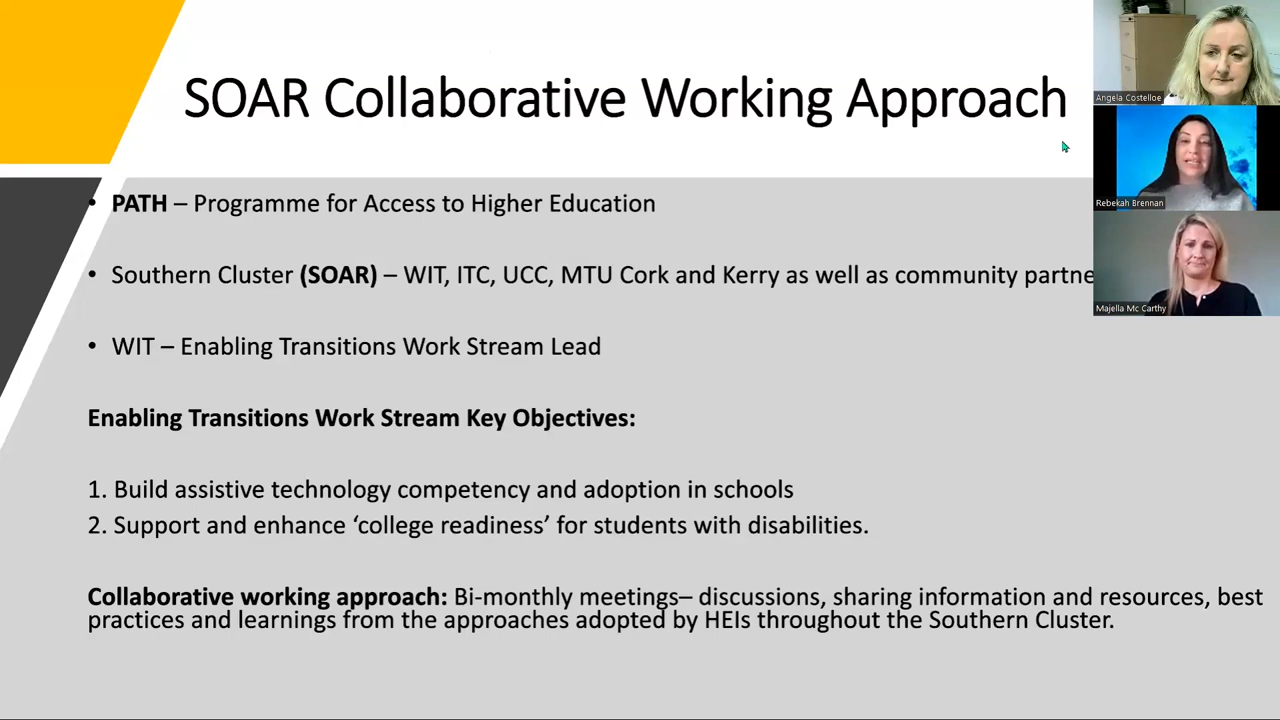 SOAR Collaborative Working Approach
Angela Costelloe
Rebekah Brennan
Majella Mc Carthy
• PATH – Programme for Access to Higher Education
• Southern Cluster (SOAR) – WIT, ITC, UCC, MTU Cork and Kerry as well as community partne
• WIT – Enabling Transitions Work Stream Lead
Enabling Transitions Work Stream Key Objectives:
1. Build assistive technology competency and adoption in schools
2. Support and enhance ‘college readiness’ for students with disabilities.
Collaborative working approach: Bi-monthly meetings– discussions, sharing information and resources, best
practices and learnings from the approaches adopted by HEIs throughout the Southern Cluster.